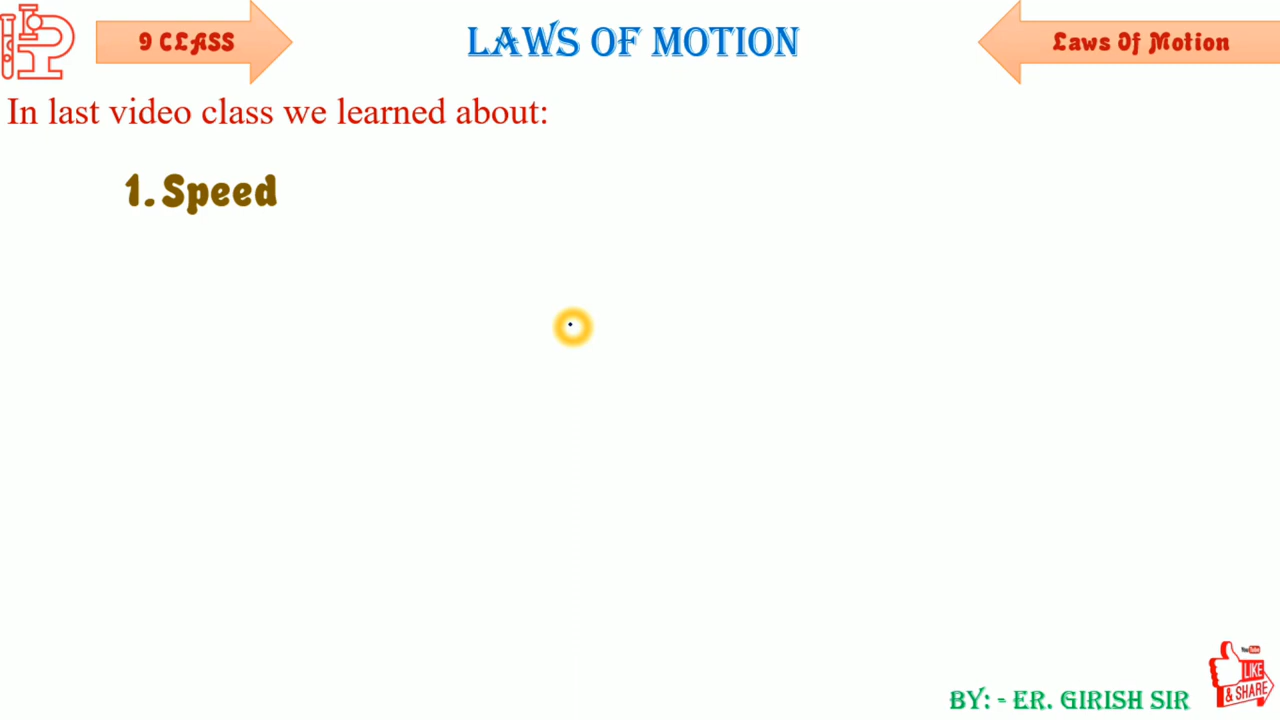 9 CLASS
LAWS OF MOTION
Laws Of Motion
In last video class we learned about:
1. Speed
BY: - ER. GIRISH SIR
YouTube
LIKE
& SHARE